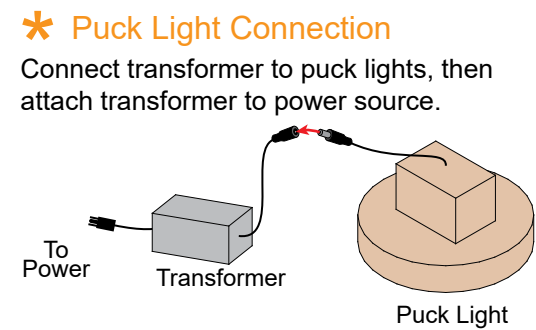 * Puck Light Connection
Connect transformer to puck lights, then
attach transformer to power source.
To
Power
Transformer
Puck Light